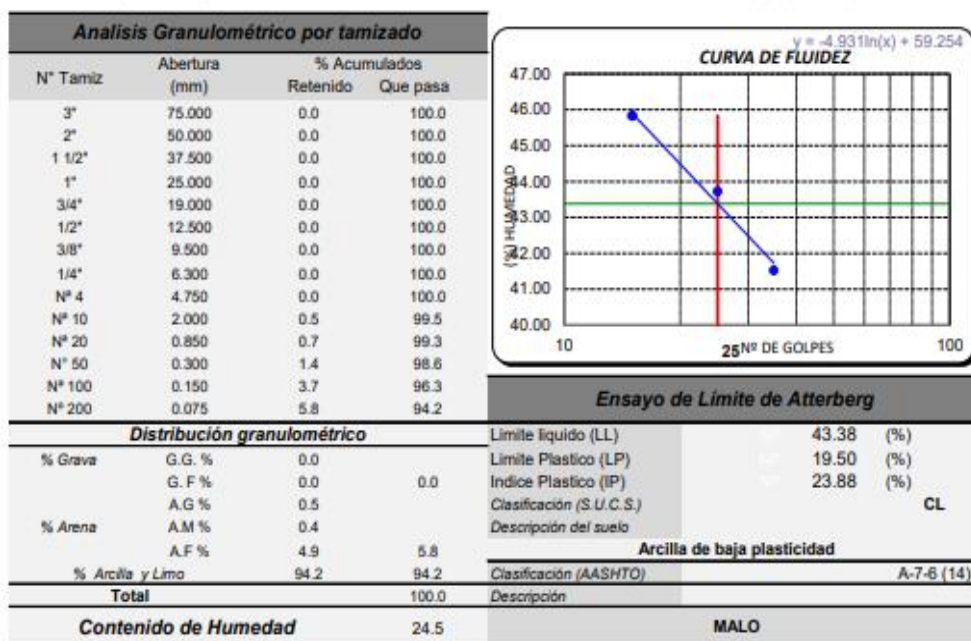 Analisis Granulométrico por tamizado
N° Tamiz Abertura (mm) % Acumulados
Retenido Que pasa
3" 75.000 0.0 100.0
2" 50.000 0.0 100.0
1 1/2" 37.500 0.0 100.0
1" 25.000 0.0 100.0
3/4" 19.000 0.0 100.0
1/2" 12.500 0.0 100.0
3/8" 9.500 0.0 100.0
1/4" 6.300 0.0 100.0
Nª 4 4.750 0.0 100.0
Nª 10 2.000 0.5 99.5
Nª 20 0.850 0.7 99.3
N° 50 0.300 1.4 98.6
Nª 100 0.150 3.7 96.3
Nª 200 0.075 5.8 94.2
Distribución granulométrico
% Grava G.G. % 0.0
G. F % 0.0 0.0
A.G % 0.5
% Arena A.M % 0.4
A.F % 4.9 5.8
% Arcilla y Limo 94.2 94.2
Total 100.0
Contenido de Humedad 24.5
y = -4.931ln(x) + 59.254
CURVA DE FLUIDEZ
47.00
46.00
45.00
44.00
43.00
42.00
41.00
40.00
(%) HUMEDAD
10 25 Nº DE GOLPES 100
Ensayo de Límite de Atterberg
Limite liquido (LL) 43.38 (%)
Limite Plastico (LP) 19.50 (%)
Indice Plastico (IP) 23.88 (%)
Clasificación (S.U.C.S.) CL
Descripción del suelo
Arcilla de baja plasticidad
Clasificación (AASHTO) A-7-6 (14)
Descripción
MALO